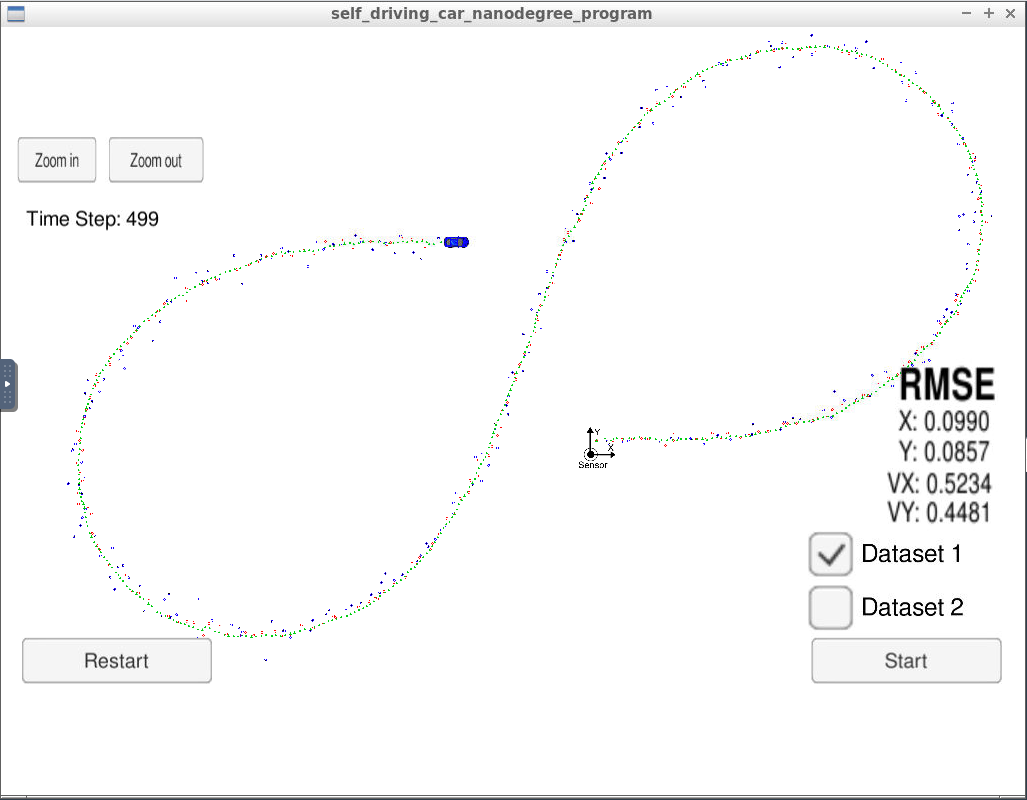 self_driving_car_nanodegree_program
Zoom in
Zoom out
Time Step: 499
Y
X
Sensor
RMSE
X: 0.0990
Y: 0.0857
VX: 0.5234
VY: 0.4481
Dataset 1
Dataset 2
Restart
Start